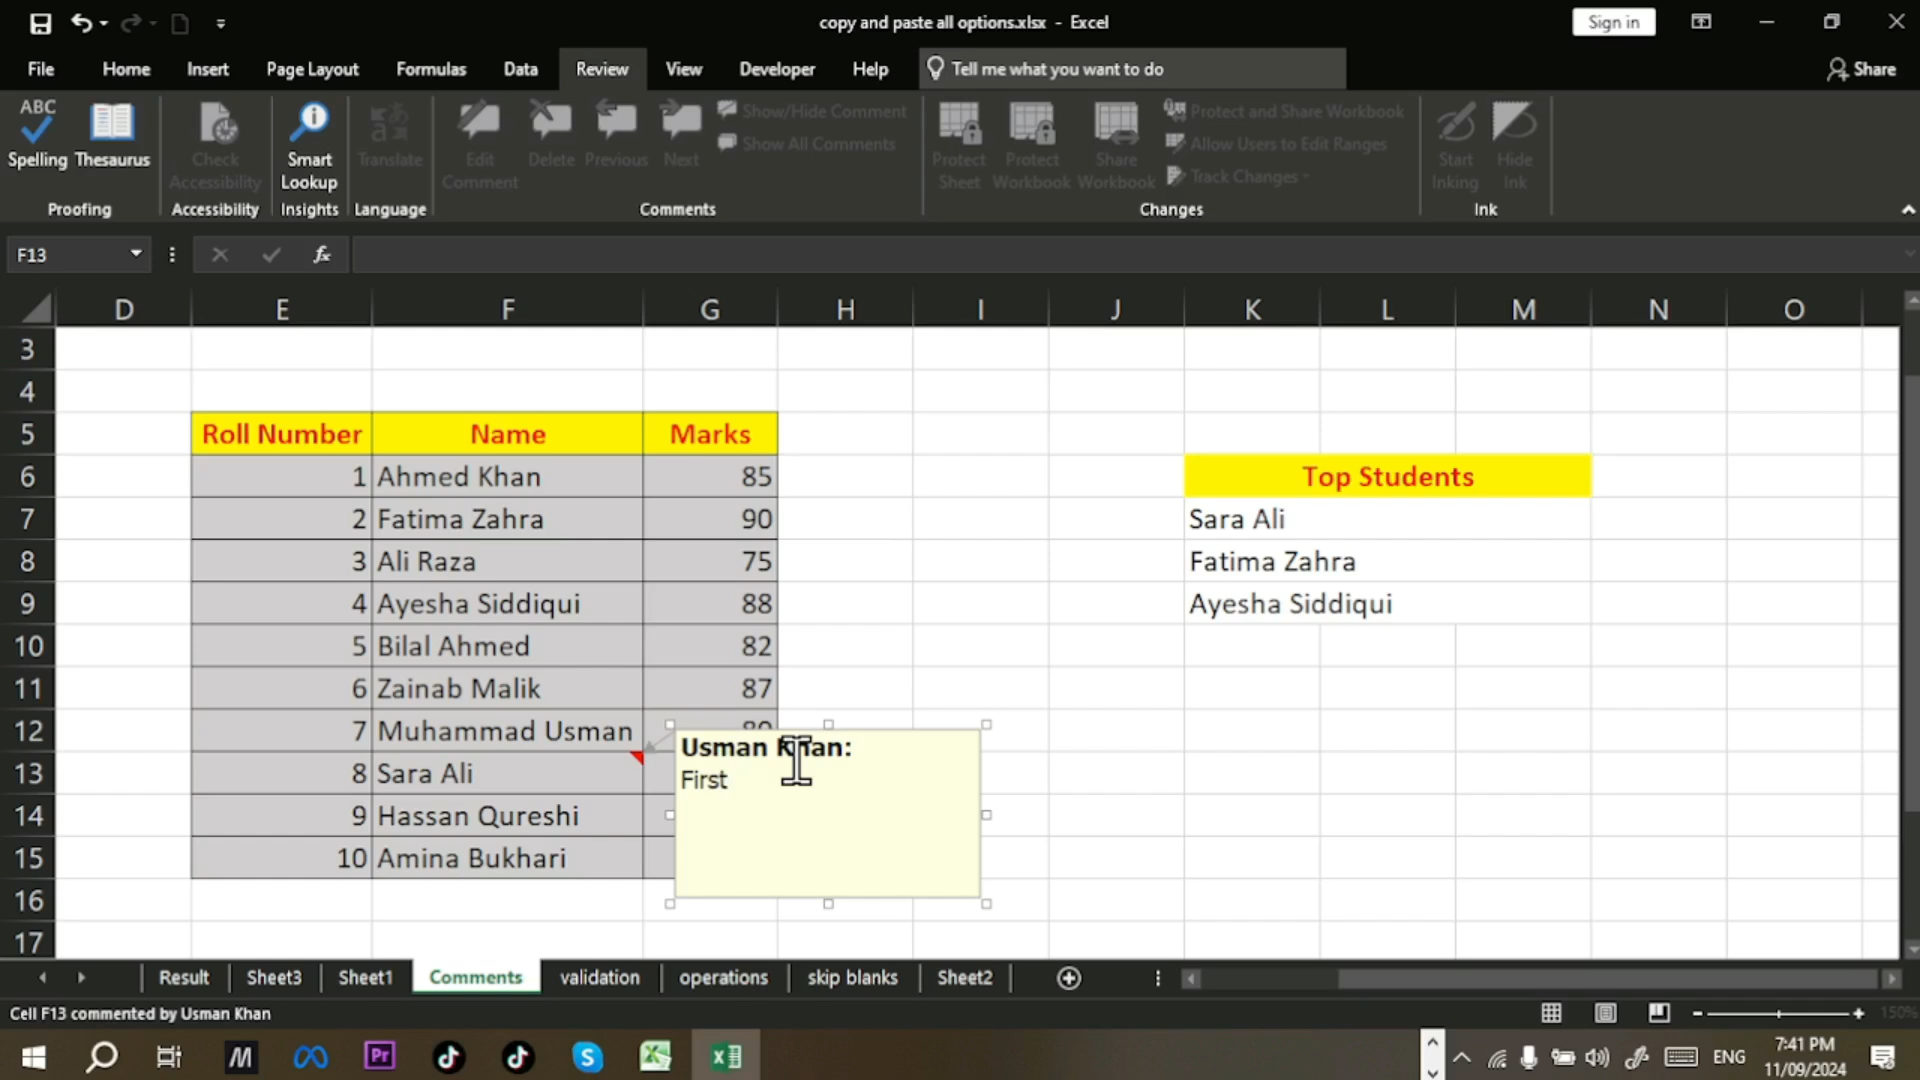 copy and paste all options.xlsx - Excel
Sign in
File Home Insert Page Layout Formulas Data Review View Developer Help Tell me what you want to do Share
ABC
Spelling Thesaurus Check Accessibility Smart Lookup Translate Edit Comment Delete Previous Next
Show/Hide Comment
Show All Comments
Protect Sheet Protect Workbook Share Workbook
Protect and Share Workbook
Allow Users to Edit Ranges
Track Changes
Start Inking Hide Ink
Proofing Accessibility Insights Language Comments Changes Ink
F13 fx
D E F G H I J K L M N O
3
4
5 Roll Number Name Marks
6 1 Ahmed Khan 85 Top Students
7 2 Fatima Zahra 90 Sara Ali
8 3 Ali Raza 75 Fatima Zahra
9 4 Ayesha Siddiqui 88 Ayesha Siddiqui
10 5 Bilal Ahmed 82
11 6 Zainab Malik 87
12 7 Muhammad Usman
Usman Khan:
13 8 Sara Ali First
14 9 Hassan Qureshi
15 10 Amina Bukhari
16
17
Result Sheet3 Sheet1 Comments validation operations skip blanks Sheet2
Cell F13 commented by Usman Khan 150%
Pr ENG 7:41 PM
11/09/2024